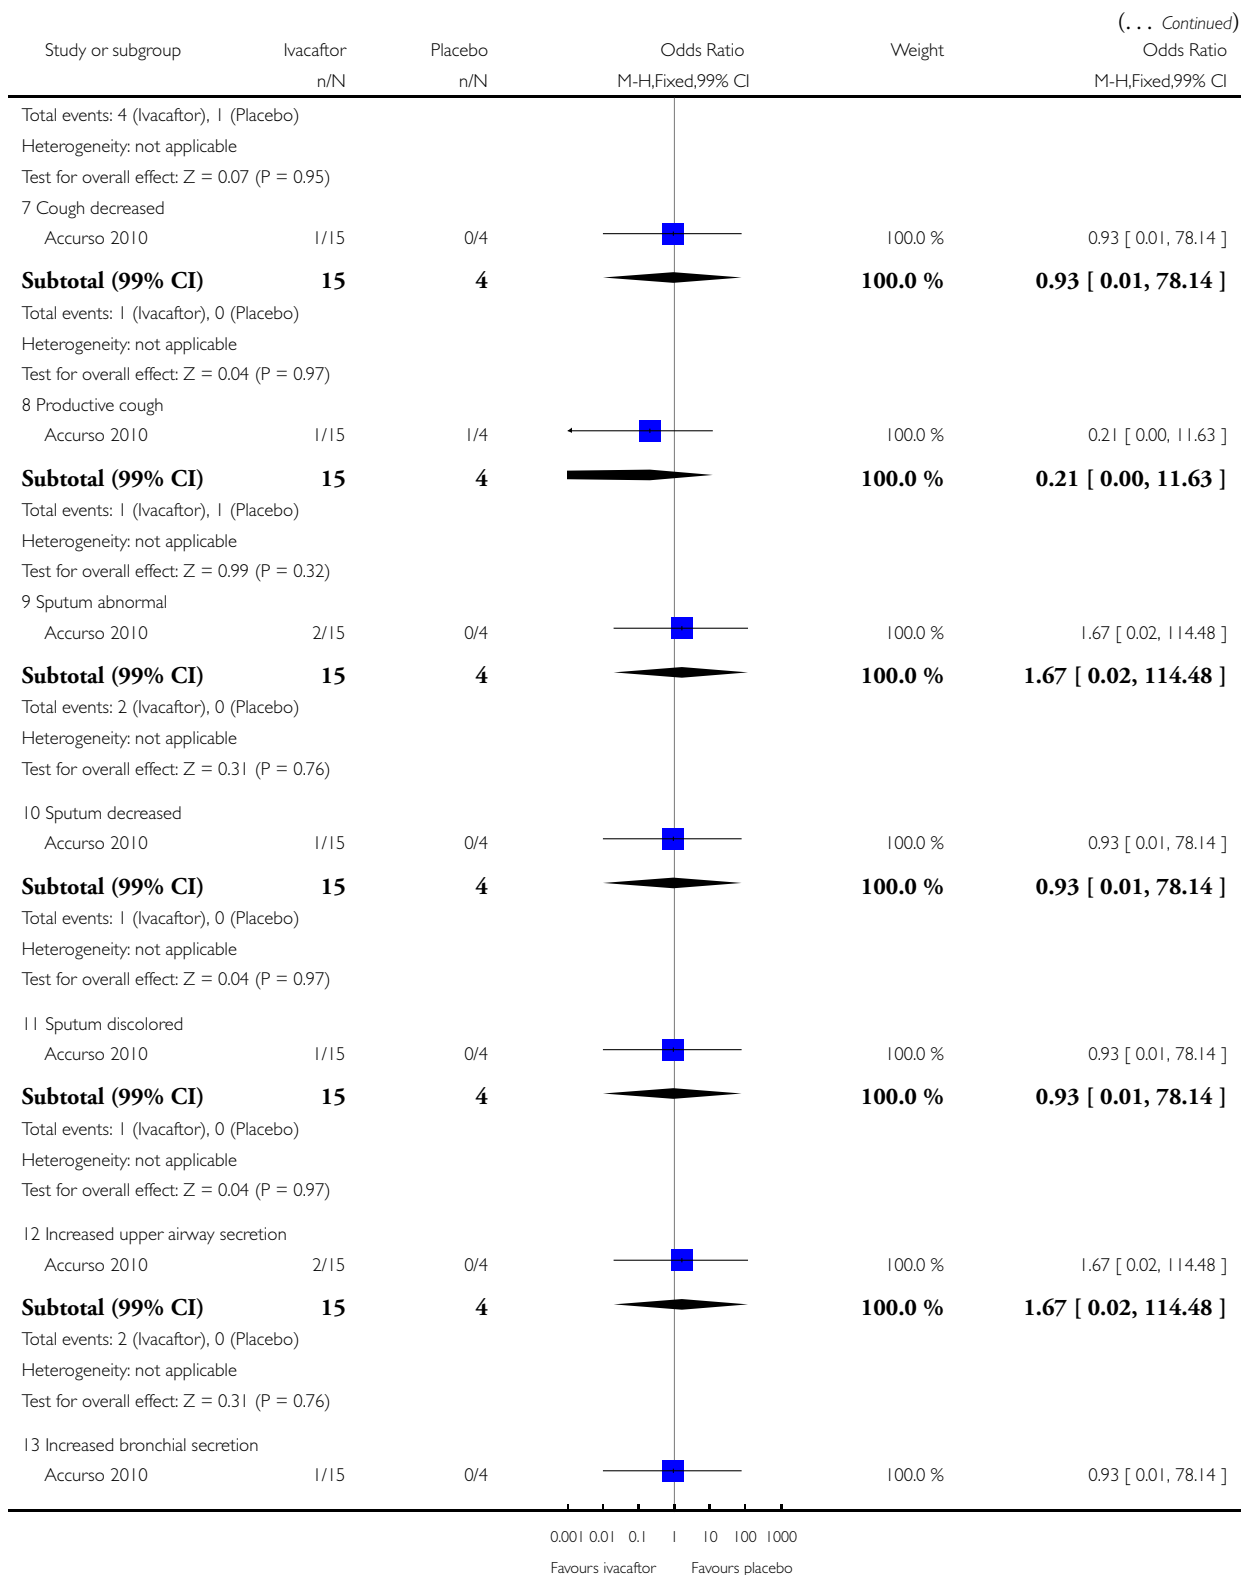 (... Continued)
Study or subgroup Ivacaftor Placebo Odds Ratio Weight Odds Ratio
n/N n/N M-H,Fixed,99% CI M-H,Fixed,99% CI
Total events: 4 (Ivacaftor), 1 (Placebo)
Heterogeneity: not applicable
Test for overall effect: Z = 0.07 (P = 0.95)
7 Cough decreased
Accurso 2010 1/15 0/4 100.0 % 0.93 [ 0.01, 78.14 ]
Subtotal (99% CI) 15 4 100.0 % 0.93 [ 0.01, 78.14 ]
Total events: 1 (Ivacaftor), 0 (Placebo)
Heterogeneity: not applicable
Test for overall effect: Z = 0.04 (P = 0.97)
8 Productive cough
Accurso 2010 1/15 1/4 100.0 % 0.21 [ 0.00, 11.63 ]
Subtotal (99% CI) 15 4 100.0 % 0.21 [ 0.00, 11.63 ]
Total events: 1 (Ivacaftor), 1 (Placebo)
Heterogeneity: not applicable
Test for overall effect: Z = 0.99 (P = 0.32)
9 Sputum abnormal
Accurso 2010 2/15 0/4 100.0 % 1.67 [ 0.02, 114.48 ]
Subtotal (99% CI) 15 4 100.0 % 1.67 [ 0.02, 114.48 ]
Total events: 2 (Ivacaftor), 0 (Placebo)
Heterogeneity: not applicable
Test for overall effect: Z = 0.31 (P = 0.76)
10 Sputum decreased
Accurso 2010 1/15 0/4 100.0 % 0.93 [ 0.01, 78.14 ]
Subtotal (99% CI) 15 4 100.0 % 0.93 [ 0.01, 78.14 ]
Total events: 1 (Ivacaftor), 0 (Placebo)
Heterogeneity: not applicable
Test for overall effect: Z = 0.04 (P = 0.97)
11 Sputum discolored
Accurso 2010 1/15 0/4 100.0 % 0.93 [ 0.01, 78.14 ]
Subtotal (99% CI) 15 4 100.0 % 0.93 [ 0.01, 78.14 ]
Total events: 1 (Ivacaftor), 0 (Placebo)
Heterogeneity: not applicable
Test for overall effect: Z = 0.04 (P = 0.97)
12 Increased upper airway secretion
Accurso 2010 2/15 0/4 100.0 % 1.67 [ 0.02, 114.48 ]
Subtotal (99% CI) 15 4 100.0 % 1.67 [ 0.02, 114.48 ]
Total events: 2 (Ivacaftor), 0 (Placebo)
Heterogeneity: not applicable
Test for overall effect: Z = 0.31 (P = 0.76)
13 Increased bronchial secretion
Accurso 2010 1/15 0/4 100.0 % 0.93 [ 0.01, 78.14 ]
0.001 0.01 0.1 1 10 100 1000
Favours ivacaftor Favours placebo